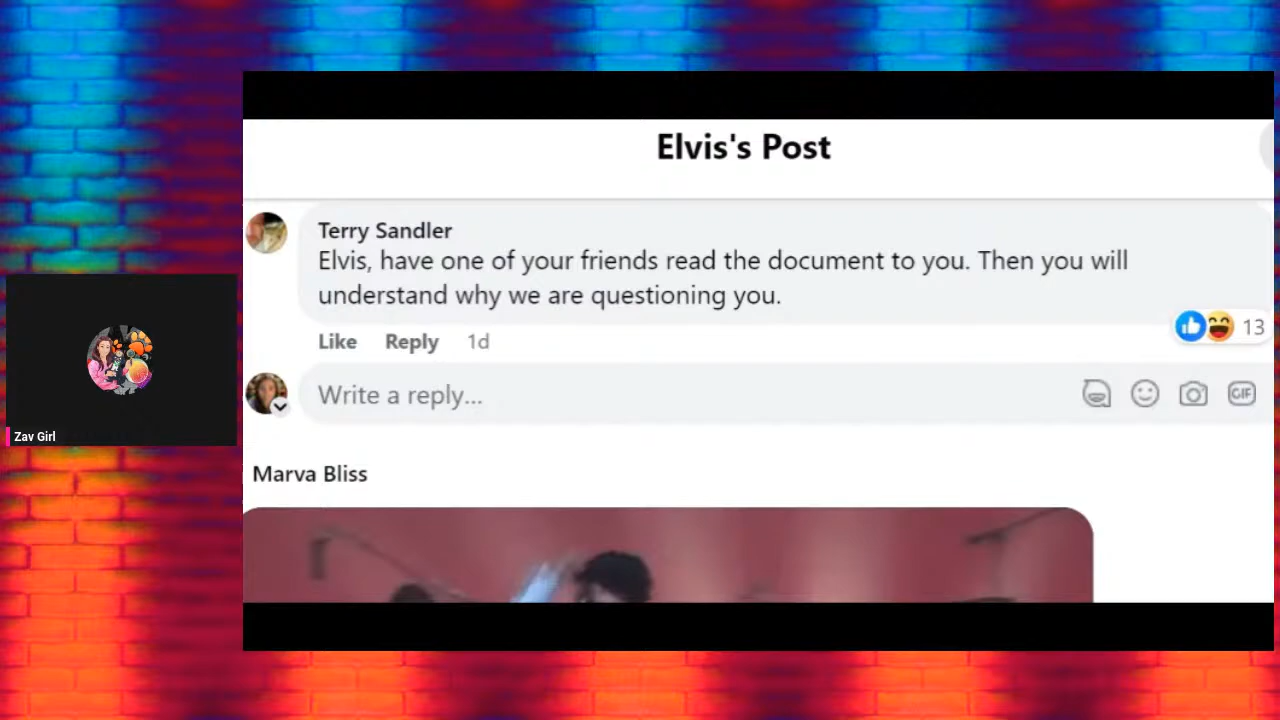 Elvis's Post
Terry Sandler
Elvis, have one of your friends read the document to you. Then you will
understand why we are questioning you.
Like Reply 1d
13
Write a reply...
GIF
Marva Bliss
Zav Girl